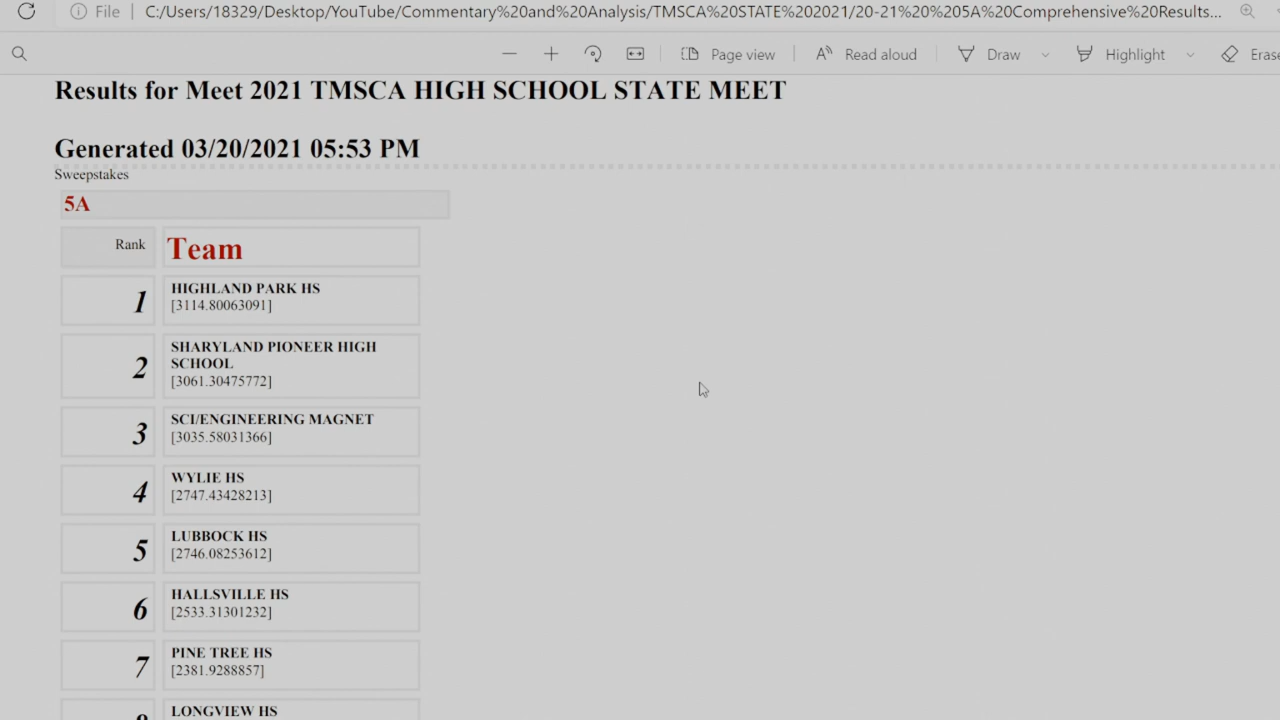 File
C:/Users/18329/Desktop/YouTube/Commentary%20and%20Analysis/TMSCA%20STATE%202021/20-21%20%205A%20Comprehensive%20Results...
Page view
Read aloud
Draw
Highlight
Eras
Results for Meet 2021 TMSCA HIGH SCHOOL STATE MEET
Generated 03/20/2021 05:53 PM
Sweepstakes
5A
Rank
Team
1
HIGHLAND PARK HS
[3114.80063091]
2
SHARYLAND PIONEER HIGH
SCHOOL
[3061.30475772]
3
SCI/ENGINEERING MAGNET
[3035.58031366]
4
WYLIE HS
[2747.43428213]
5
LUBBOCK HS
[2746.08253612]
6
HALLSVILLE HS
[2533.31301232]
7
PINE TREE HS
[2381.9288857]
8
LONGVIEW HS